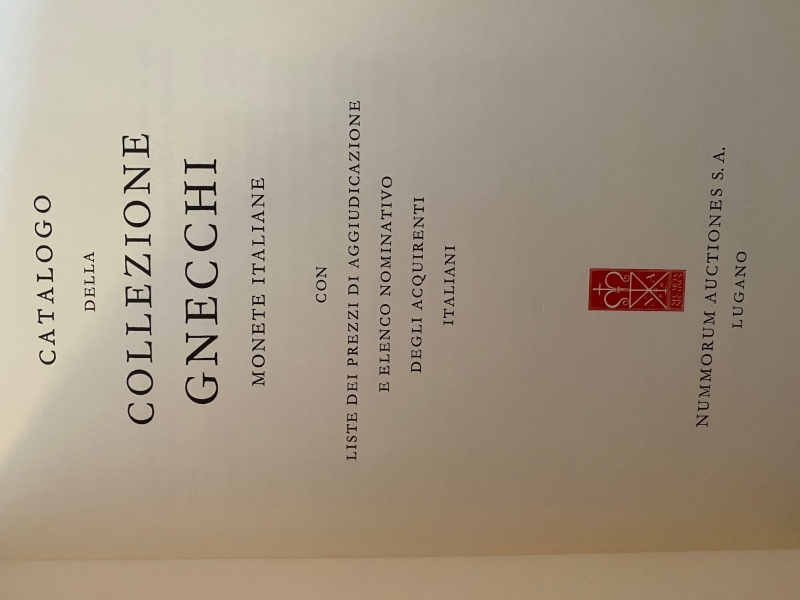 CATALOGO
DELLA
COLLEZIONE
GNECCHI
MONETE ITALIANE
CON
LISTE DEI PREZZI DI AGGIUDICAZIONE
E ELENCO NOMINATIVO
DEGLI ACQUIRENTI
ITALIANI
NUMMORUM AUCTIONES S. A.
LUGANO